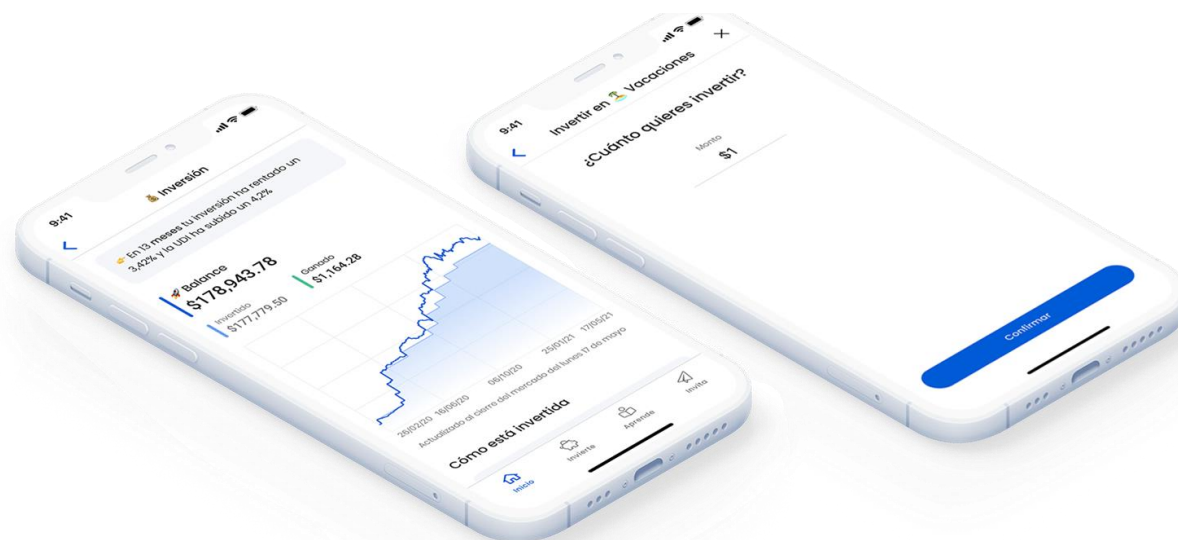 9:41
💰 Inversión
👉 En 13 meses tu inversión ha rentado un
3,42% y la UDI ha subido un 4,2%
🚀 Balance
$178,943.78
Invertido
$177,779.50
Ganado
$1,164.28
26/02/20 16/06/20 06/10/20 25/01/21 17/05/21
Actualizado al cierre del mercado del lunes 17 de mayo
Cómo está invertida
Inicio
Invierte
Aprende
Invita
9:41
Invertir en 🏝️ Vacaciones
¿Cuánto quieres invertir?
Monto
$1
Confirmar